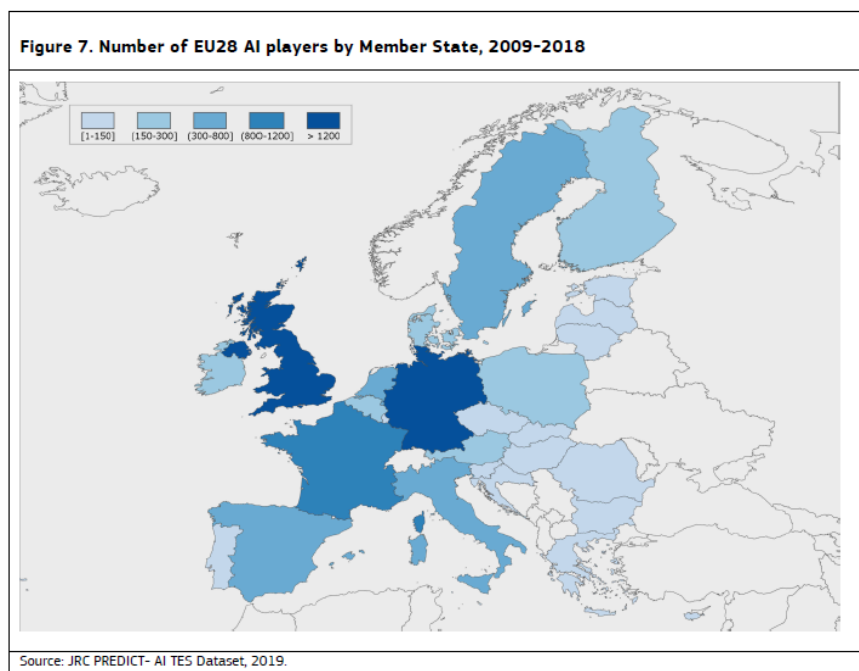 Figure 7. Number of EU28 AI players by Member State, 2009-2018
[1-150] (150-300] (300-800] (800-1200] > 1200
Source: JRC PREDICT- AI TES Dataset, 2019.